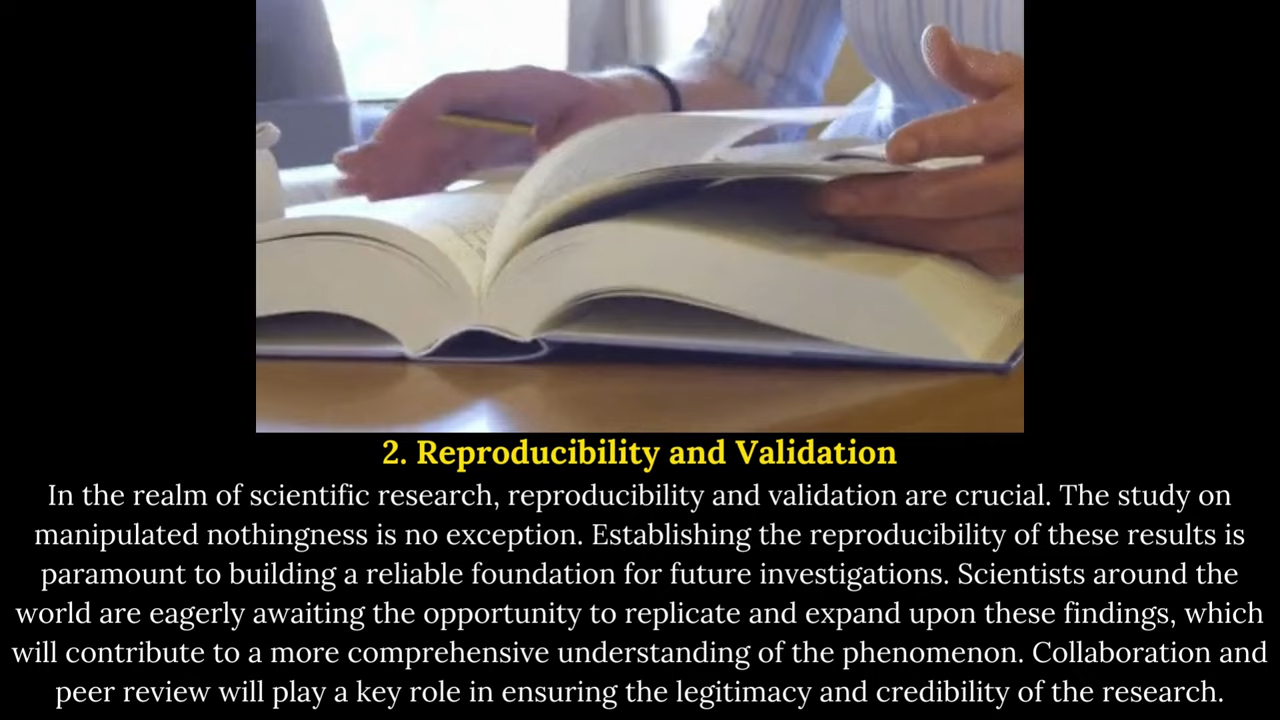 2. Reproducibility and Validation
In the realm of scientific research, reproducibility and validation are crucial. The study on
manipulated nothingness is no exception. Establishing the reproducibility of these results is
paramount to building a reliable foundation for future investigations. Scientists around the
world are eagerly awaiting the opportunity to replicate and expand upon these findings, which
will contribute to a more comprehensive understanding of the phenomenon. Collaboration and
peer review will play a key role in ensuring the legitimacy and credibility of the research.